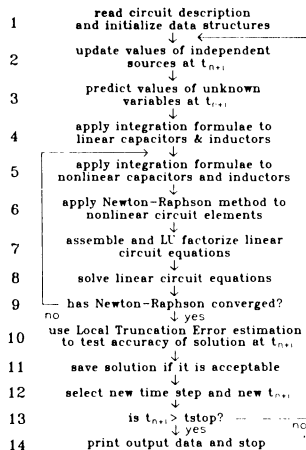 1 read circuit description
and initialize data structures
2 update values of independent
sources at t_{n+1}
3 predict values of unknown
variables at t_{n+1}
4 apply integration formulae to
linear capacitors & inductors
5 apply integration formulae to
nonlinear capacitors and inductors
6 apply Newton-Raphson method to
nonlinear circuit elements
7 assemble and LU factorize linear
circuit equations
8 solve linear circuit equations
9 has Newton-Raphson converged?
no yes
10 use Local Truncation Error estimation
to test accuracy of solution at t_{n+1}
11 save solution if it is acceptable
12 select new time step and new t_{n+1}
13 is t_{n+1} > tstop?
yes no
14 print output data and stop